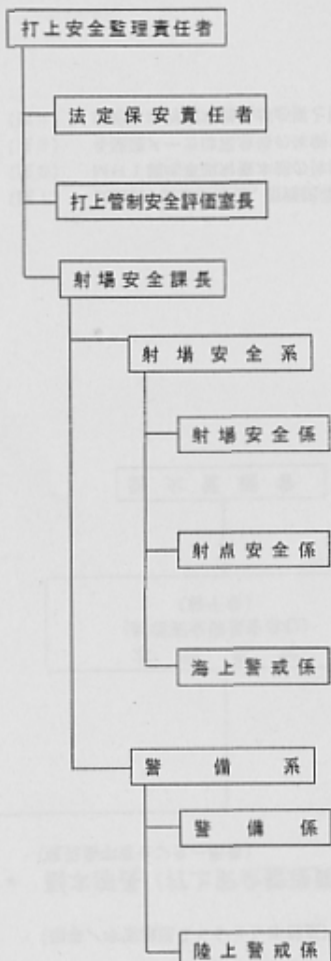 打上安全監理責任者
法定保安責任者
打上管制安全評価室長
射場安全課長
射場安全系
射場安全係
射点安全係
海上警戒係
警備系
警備係
陸上警戒係